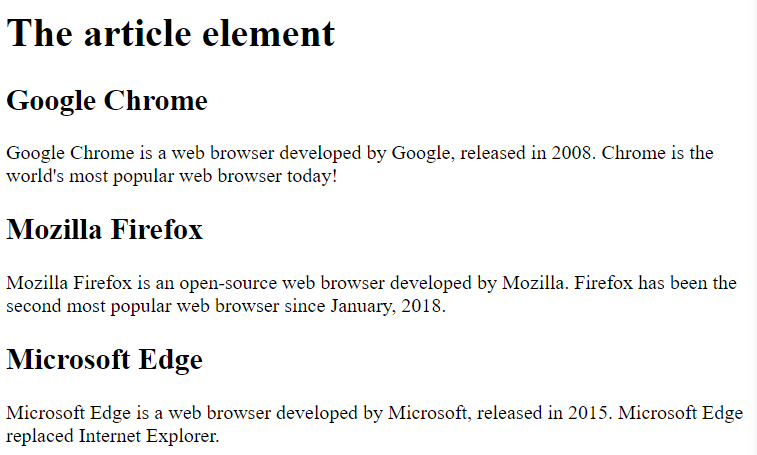 The article element
Google Chrome
Google Chrome is a web browser developed by Google, released in 2008. Chrome is the
world's most popular web browser today!
Mozilla Firefox
Mozilla Firefox is an open-source web browser developed by Mozilla. Firefox has been the
second most popular web browser since January, 2018.
Microsoft Edge
Microsoft Edge is a web browser developed by Microsoft, released in 2015. Microsoft Edge
replaced Internet Explorer.